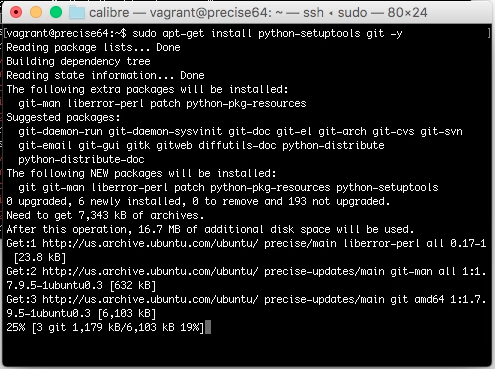 calibre — vagrant@precise64: ~ — ssh ‹ sudo — 80×24
[vagrant@precise64:~$ sudo apt-get install python-setuptools git -y ]
Reading package lists... Done
Building dependency tree
Reading state information... Done
The following extra packages will be installed:
git-man liberror-perl patch python-pkg-resources
Suggested packages:
git-daemon-run git-daemon-sysvinit git-doc git-el git-arch git-cvs git-svn
git-email git-gui gitk gitweb diffutils-doc python-distribute
python-distribute-doc
The following NEW packages will be installed:
git git-man liberror-perl patch python-pkg-resources python-setuptools
0 upgraded, 6 newly installed, 0 to remove and 193 not upgraded.
Need to get 7,343 kB of archives.
After this operation, 16.7 MB of additional disk space will be used.
Get:1 http://us.archive.ubuntu.com/ubuntu/ precise/main liberror-perl all 0.17-1
[23.8 kB]
Get:2 http://us.archive.ubuntu.com/ubuntu/ precise-updates/main git-man all 1:1.
7.9.5-1ubuntu0.3 [632 kB]
Get:3 http://us.archive.ubuntu.com/ubuntu/ precise-updates/main git amd64 1:1.7.
9.5-1ubuntu0.3 [6,103 kB]
25% [3 git 1,179 kB/6,103 kB 19%]